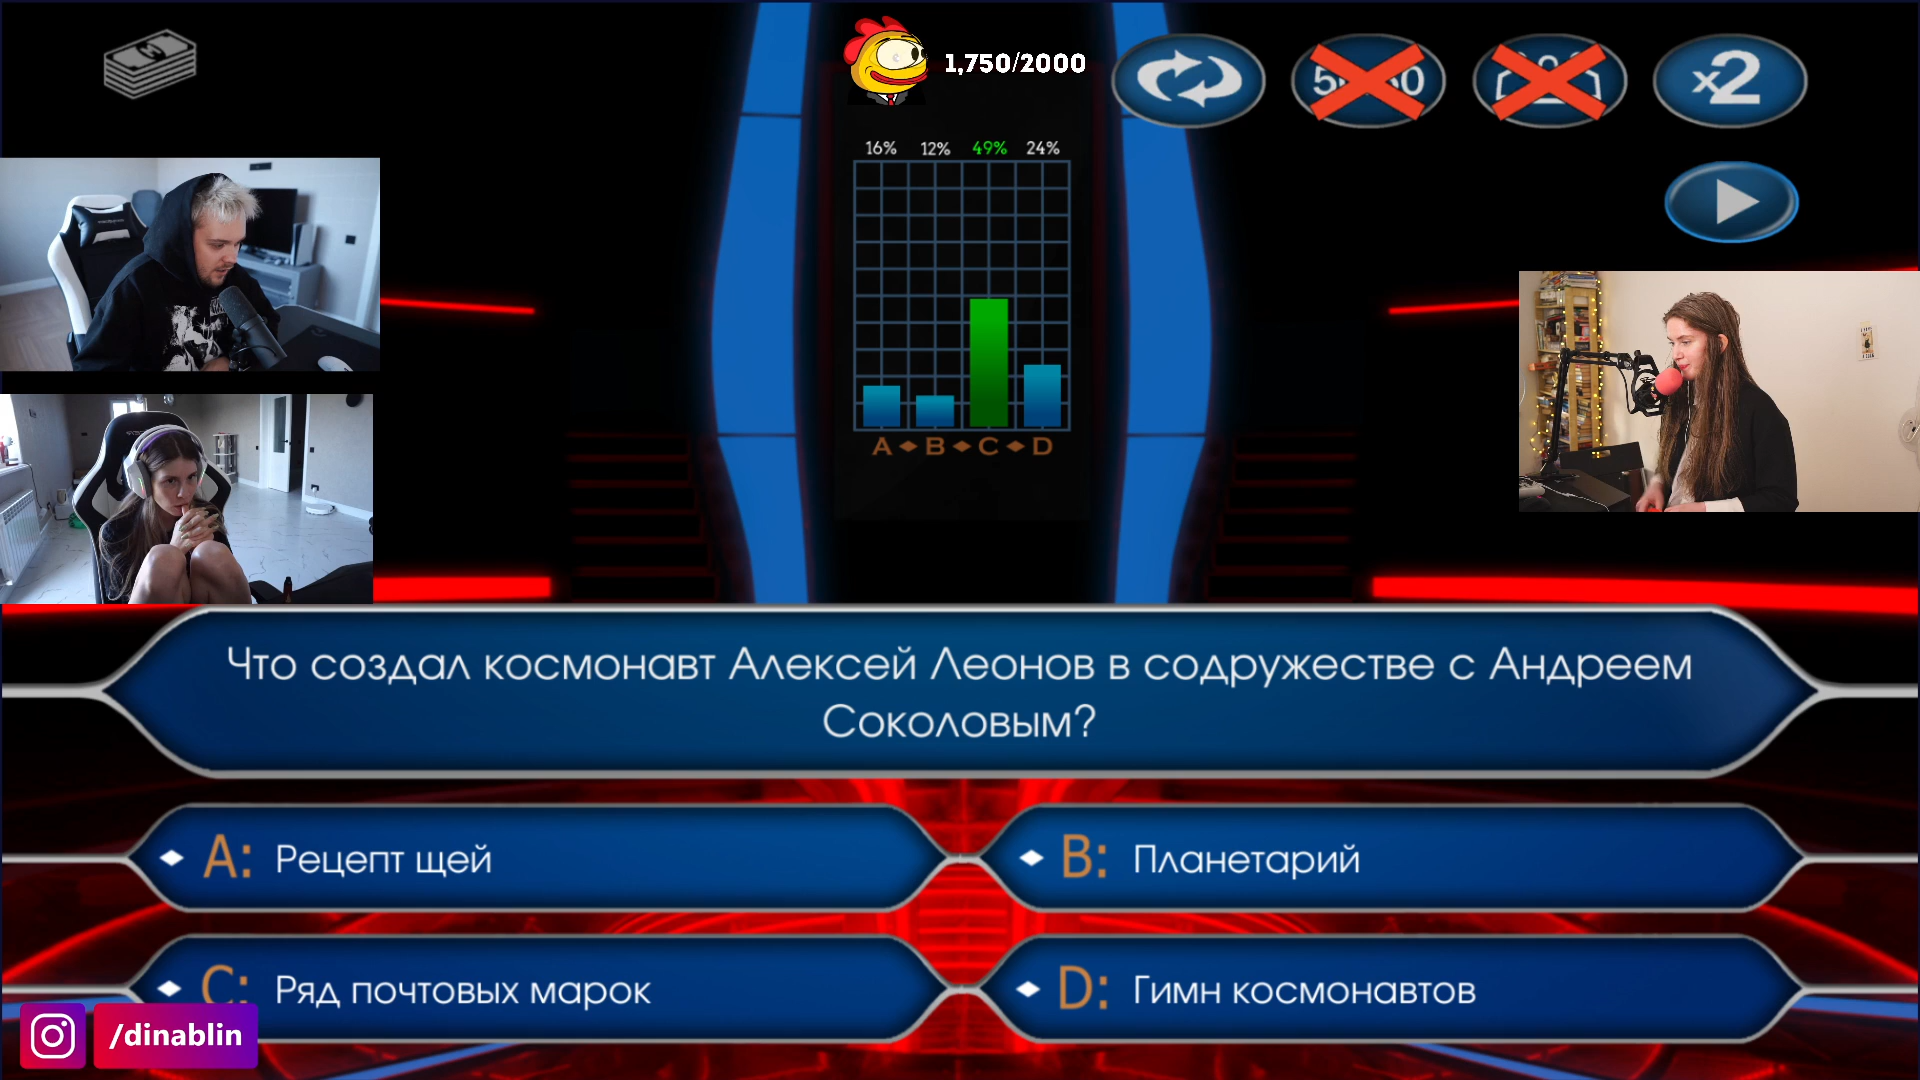 1,750/2000
x2
16% 12% 49% 24%
A B C D
Что создал космонавт Алексей Леонов в содружестве с Андреем
Соколовым?
A: Рецепт щей
B: Планетарий
C: Ряд почтовых марок
D: Гимн космонавтов
/dinablin